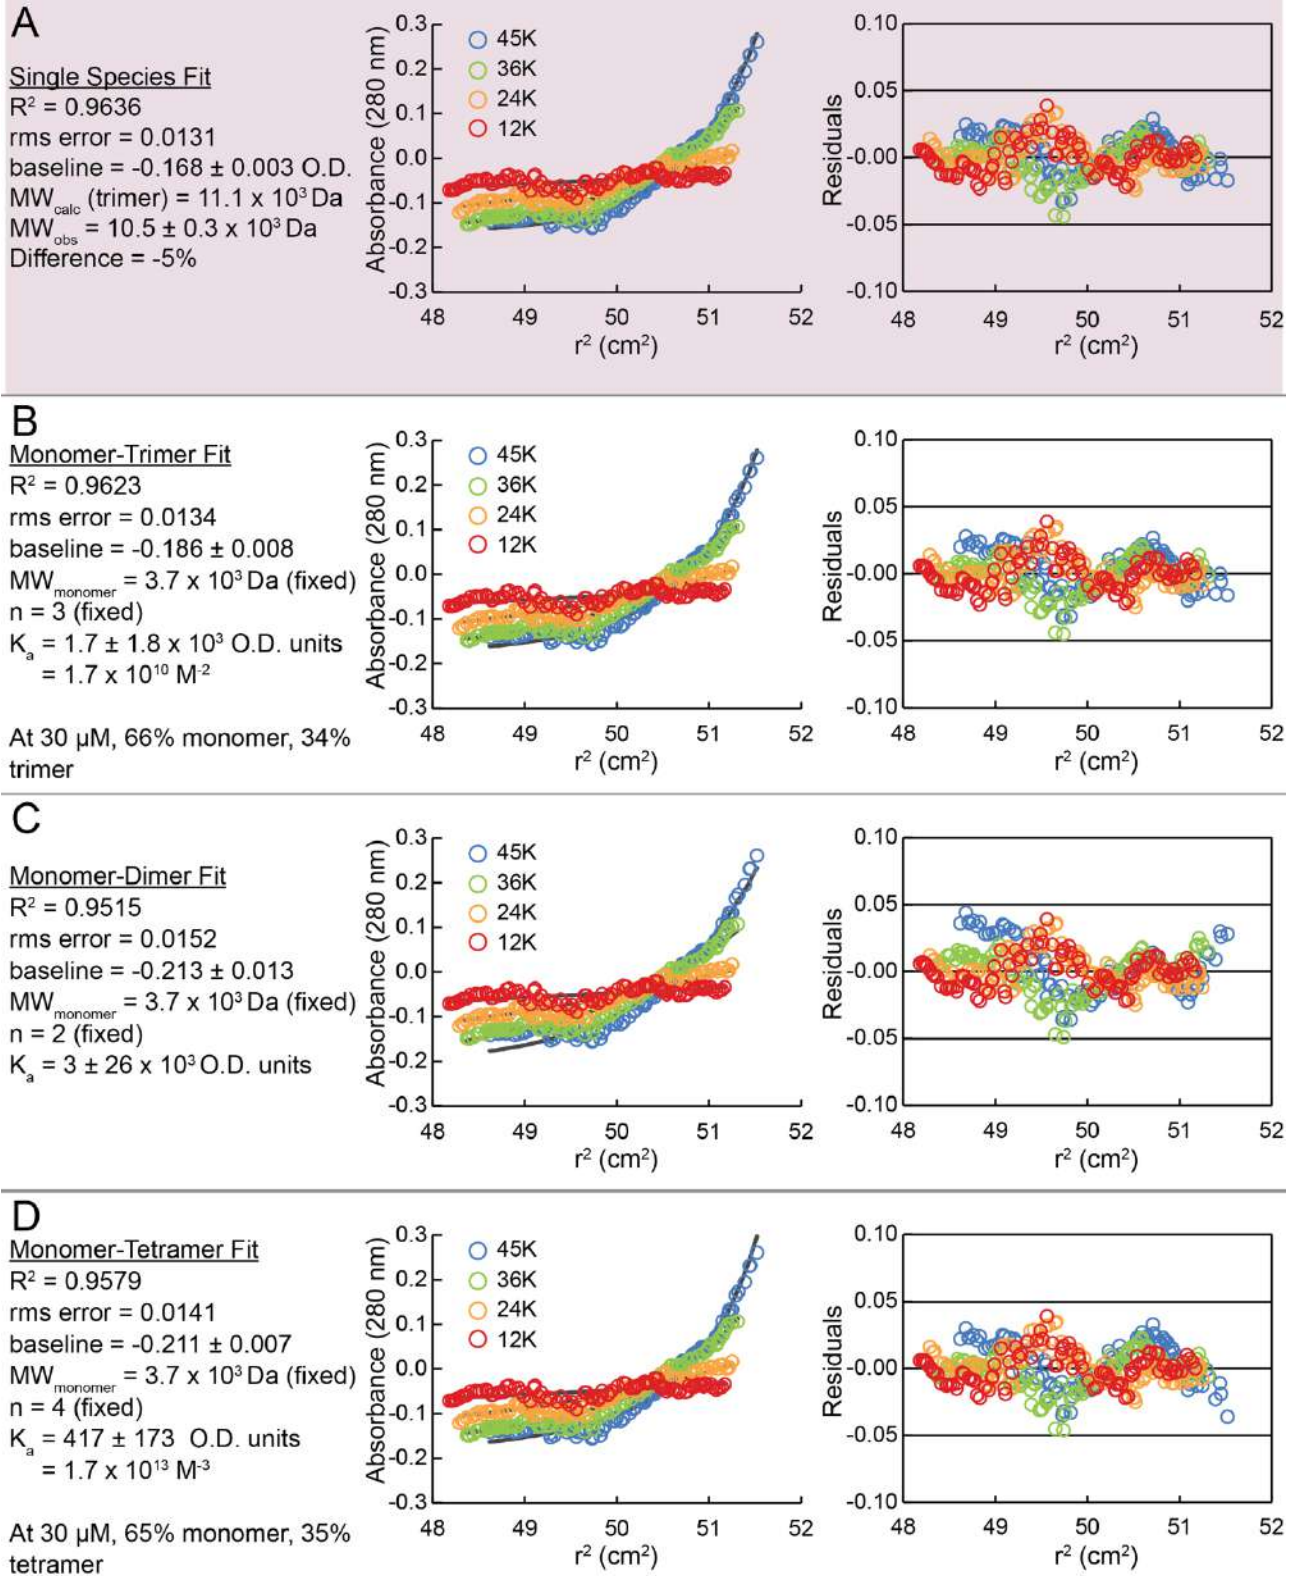 A
Single Species Fit
R² = 0.9636
rms error = 0.0131
baseline = -0.168 ± 0.003 O.D.
MWcalc (trimer) = 11.1 x 10³ Da
MWobs = 10.5 ± 0.3 x 10³ Da
Difference = -5%
Absorbance (280 nm)
0.3
0.2
0.1
0.0
-0.1
-0.2
-0.3
45K
36K
24K
12K
48 49 50 51 52
r² (cm²)
Residuals
0.10
0.05
-0.00
-0.05
-0.10
48 49 50 51 52
r² (cm²)
B
Monomer-Trimer Fit
R² = 0.9623
rms error = 0.0134
baseline = -0.186 ± 0.008
MWmonomer = 3.7 x 10³ Da (fixed)
n = 3 (fixed)
Ka = 1.7 ± 1.8 x 10³ O.D. units
= 1.7 x 10¹⁰ M⁻²
At 30 µM, 66% monomer, 34%
trimer
Absorbance (280 nm)
0.3
0.2
0.1
0.0
-0.1
-0.2
-0.3
45K
36K
24K
12K
48 49 50 51 52
r² (cm²)
Residuals
0.10
0.05
-0.00
-0.05
-0.10
48 49 50 51 52
r² (cm²)
C
Monomer-Dimer Fit
R² = 0.9515
rms error = 0.0152
baseline = -0.213 ± 0.013
MWmonomer = 3.7 x 10³ Da (fixed)
n = 2 (fixed)
Ka = 3 ± 26 x 10³ O.D. units
Absorbance (280 nm)
0.3
0.2
0.1
0.0
-0.1
-0.2
-0.3
45K
36K
24K
12K
48 49 50 51 52
r² (cm²)
Residuals
0.10
0.05
-0.00
-0.05
-0.10
48 49 50 51 52
r² (cm²)
D
Monomer-Tetramer Fit
R² = 0.9579
rms error = 0.0141
baseline = -0.211 ± 0.007
MWmonomer = 3.7 x 10³ Da (fixed)
n = 4 (fixed)
Ka = 417 ± 173 O.D. units
= 1.7 x 10¹³ M⁻³
At 30 µM, 65% monomer, 35%
tetramer
Absorbance (280 nm)
0.3
0.2
0.1
0.0
-0.1
-0.2
-0.3
45K
36K
24K
12K
48 49 50 51 52
r² (cm²)
Residuals
0.10
0.05
-0.00
-0.05
-0.10
48 49 50 51 52
r² (cm²)